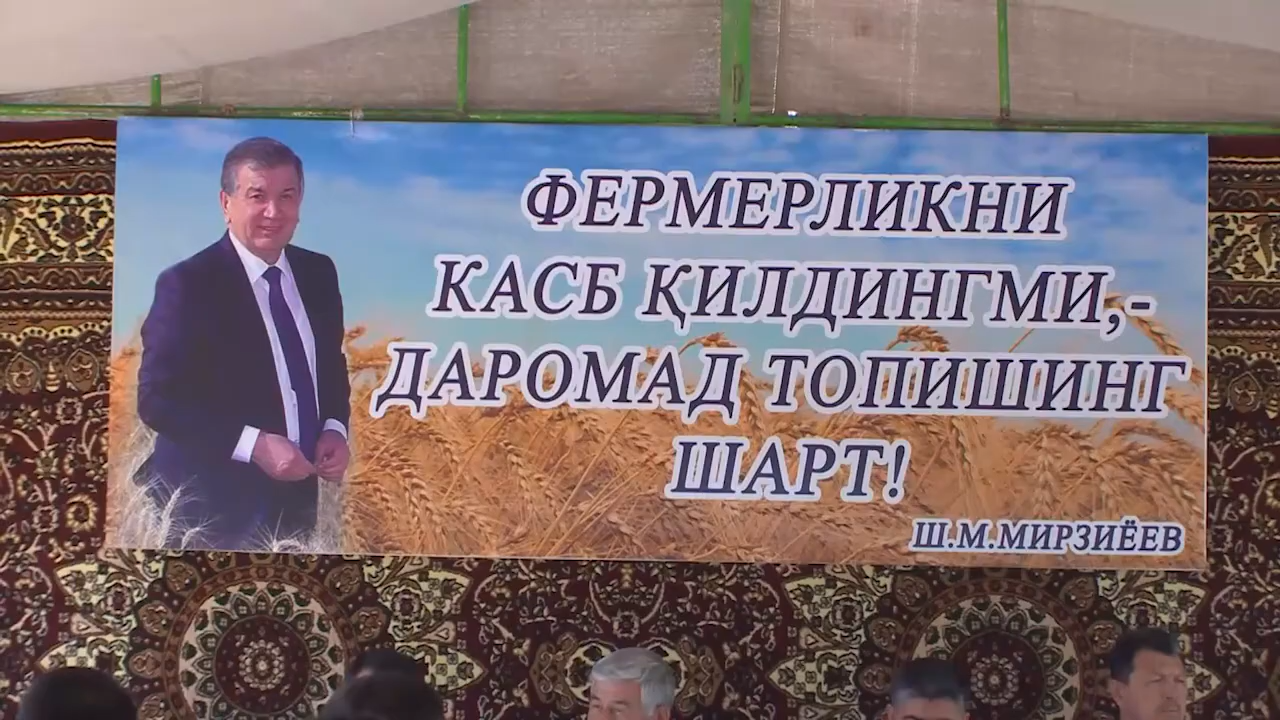 ФЕРМЕРЛИКНИ
КАСБ ҚИЛДИНГМИ,-
ДАРОМАД ТОПИШИНГ
ШАРТ!
Ш.М.МИРЗИЁЕВ